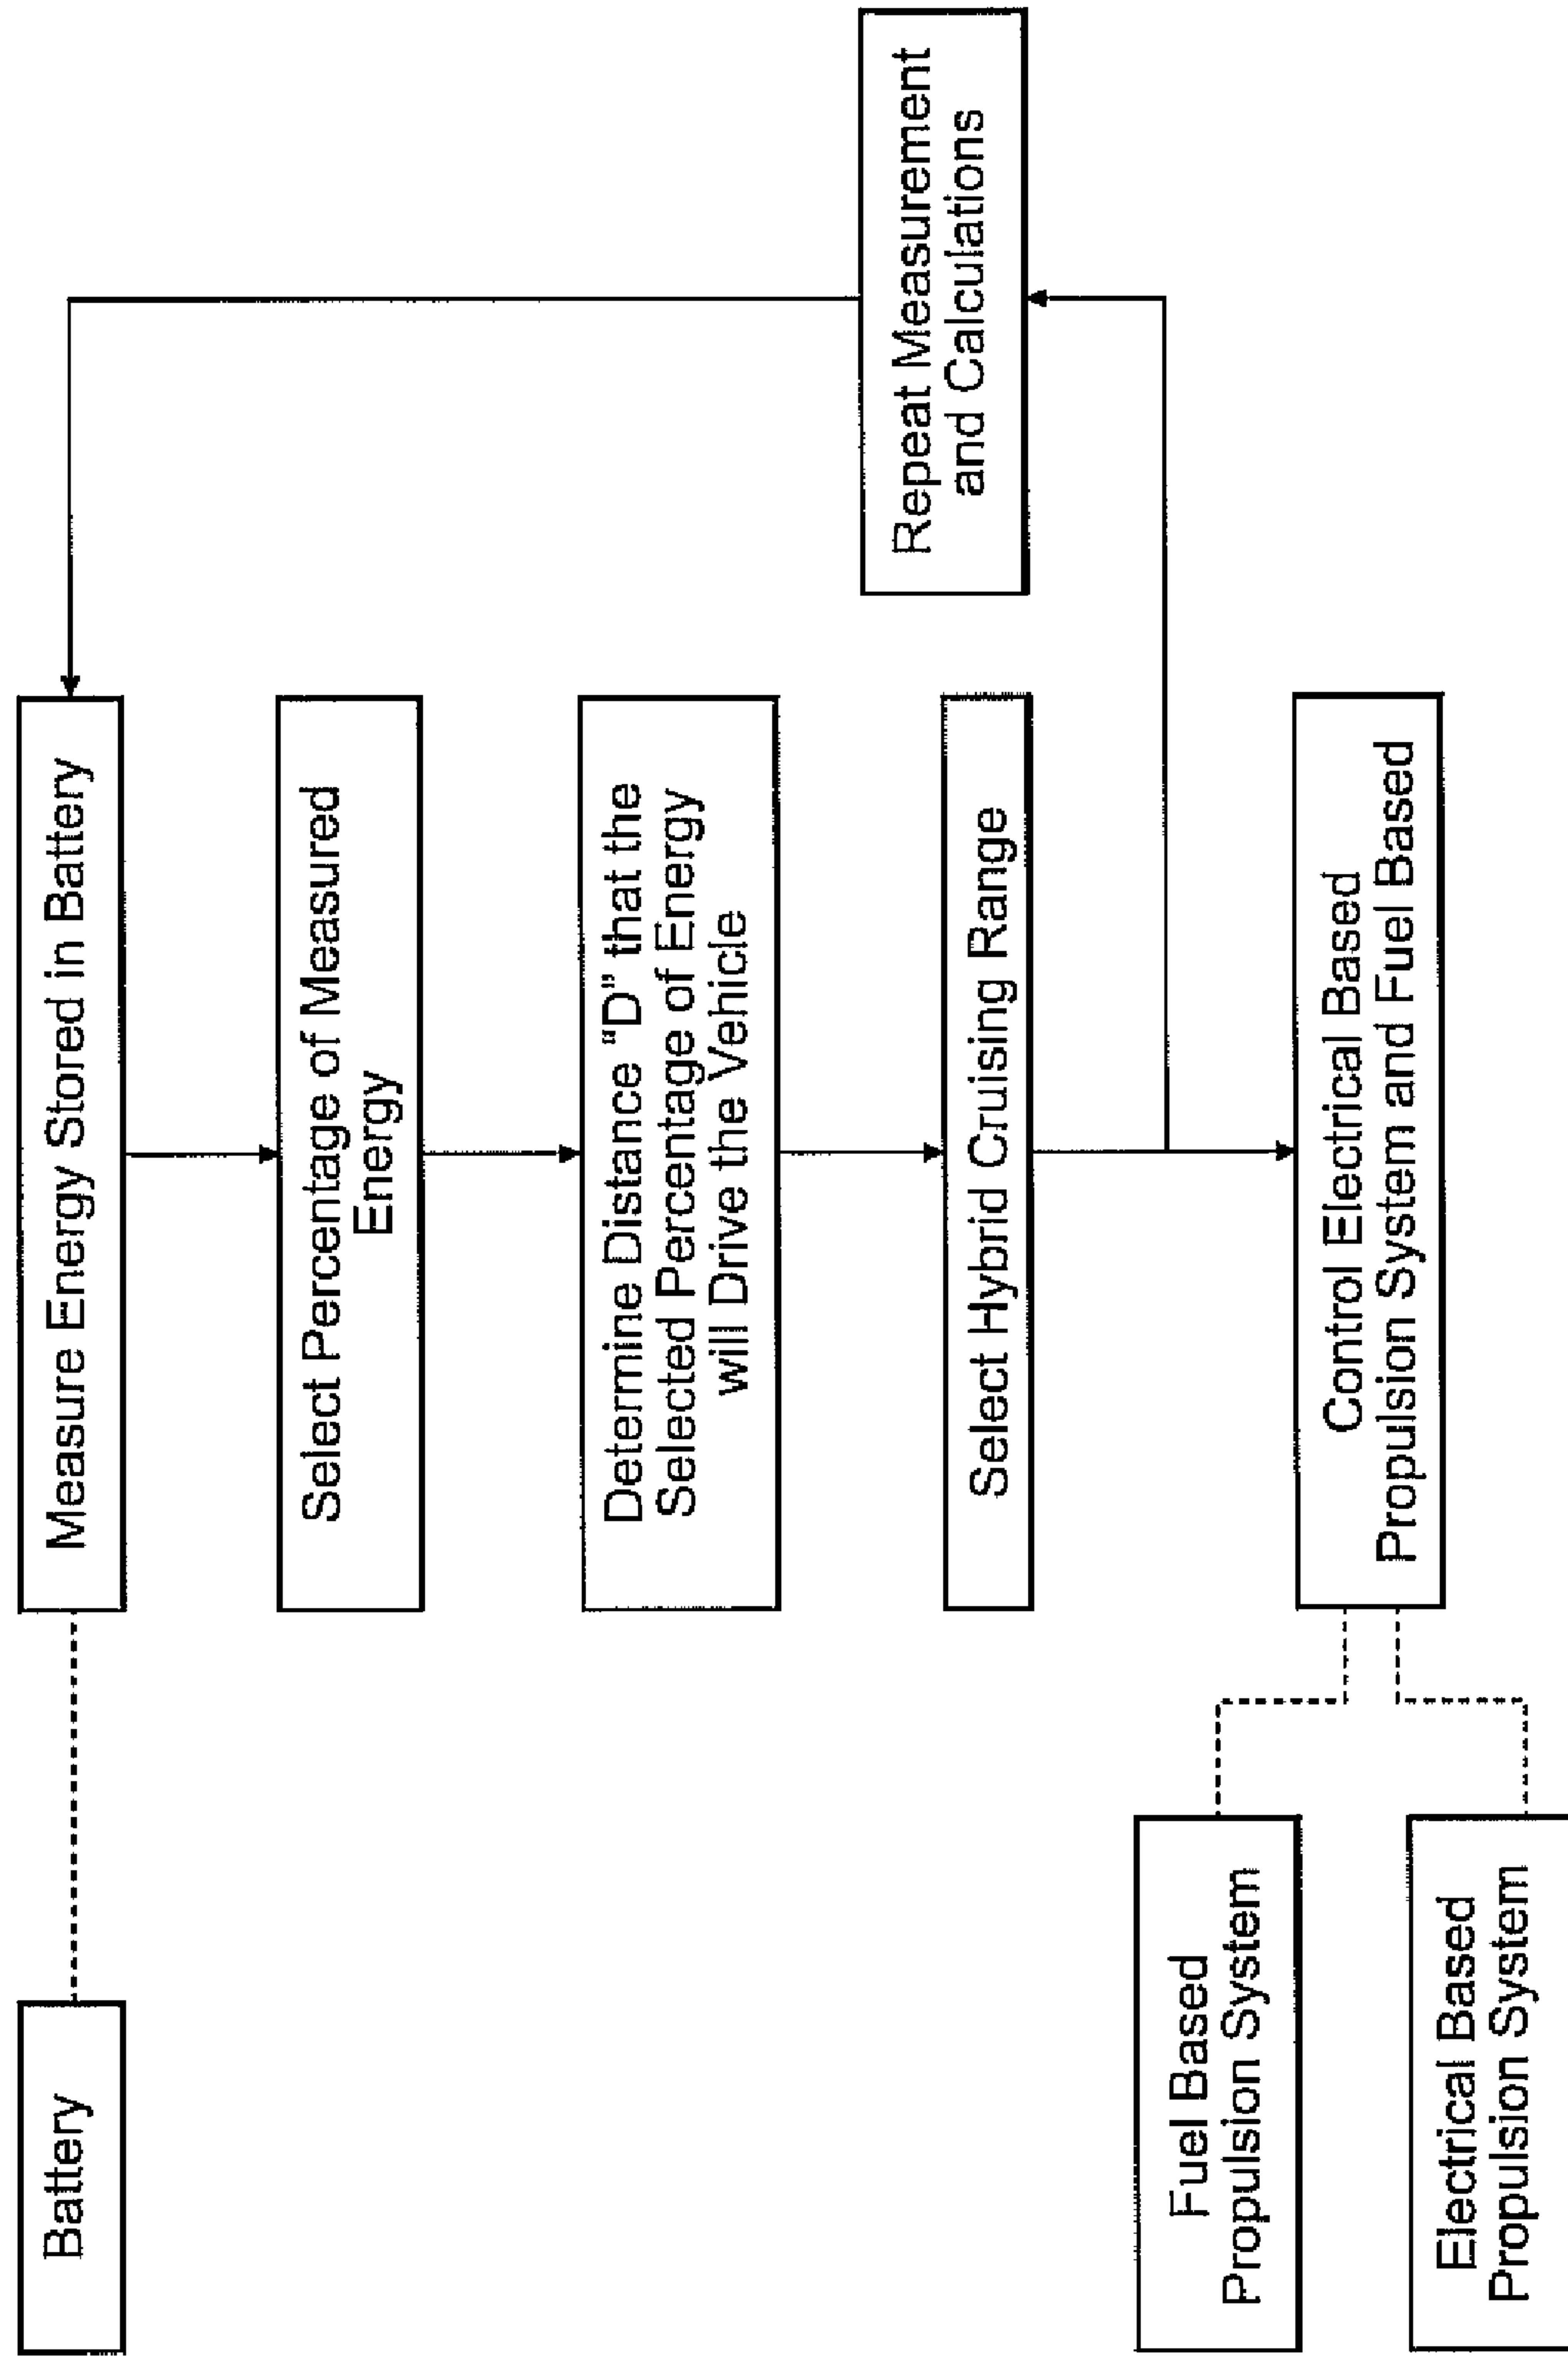 Battery
Measure Energy Stored in Battery
Select Percentage of Measured
Energy
Determine Distance "D" that the
Selected Percentage of Energy
will Drive the Vehicle
Select Hybrid Cruising Range
Repeat Measurement
and Calculations
Control Electrical Based
Propulsion System and Fuel Based
Fuel Based
Propulsion System
Electrical Based
Propulsion System